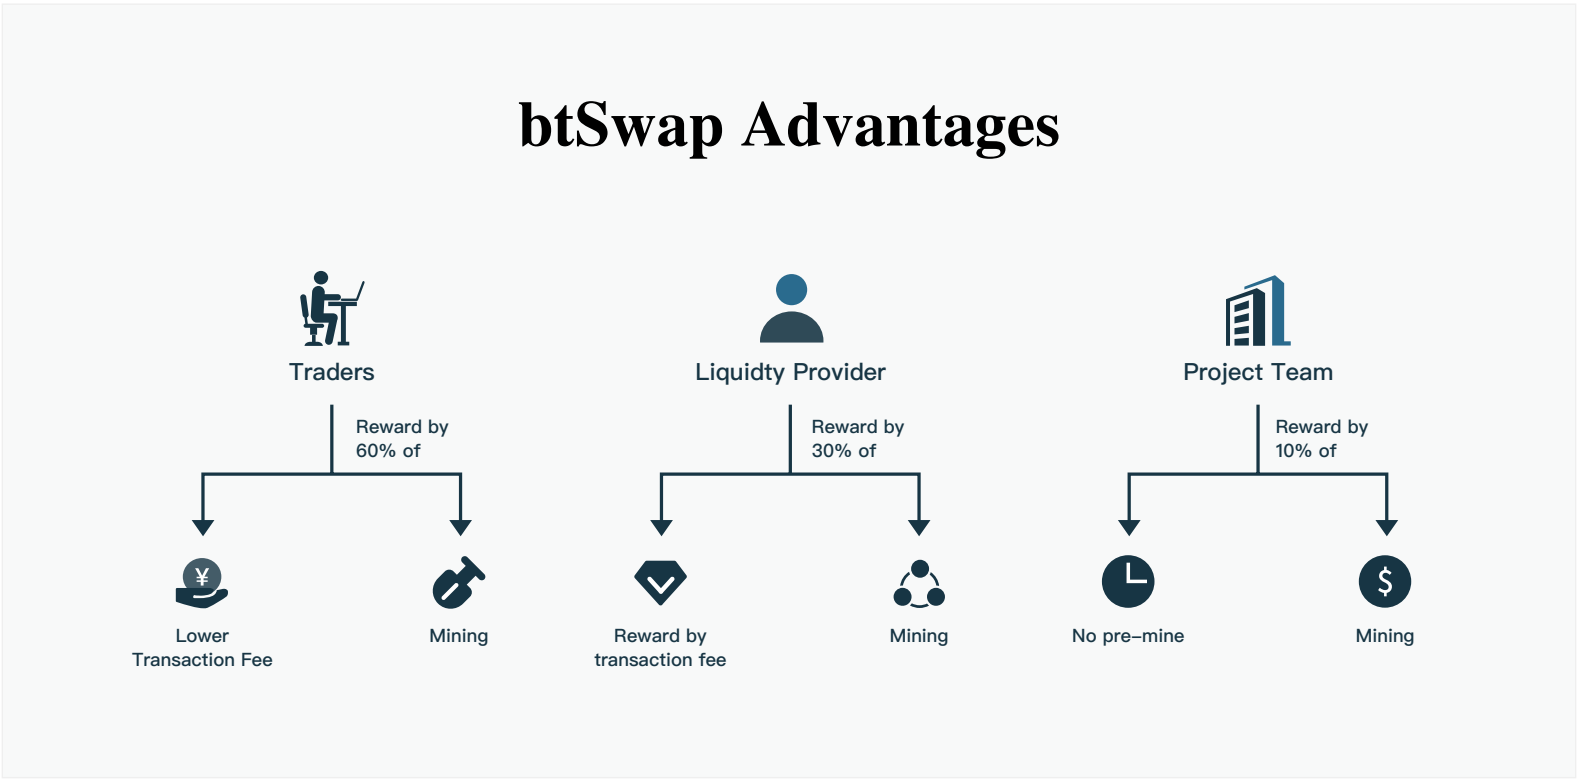 btSwap Advantages
Traders
Reward by
60% of
Lower
Transaction Fee
Mining
Liquidty Provider
Reward by
30% of
Reward by
transaction fee
Mining
Project Team
Reward by
10% of
No pre-mine
Mining
¥
$